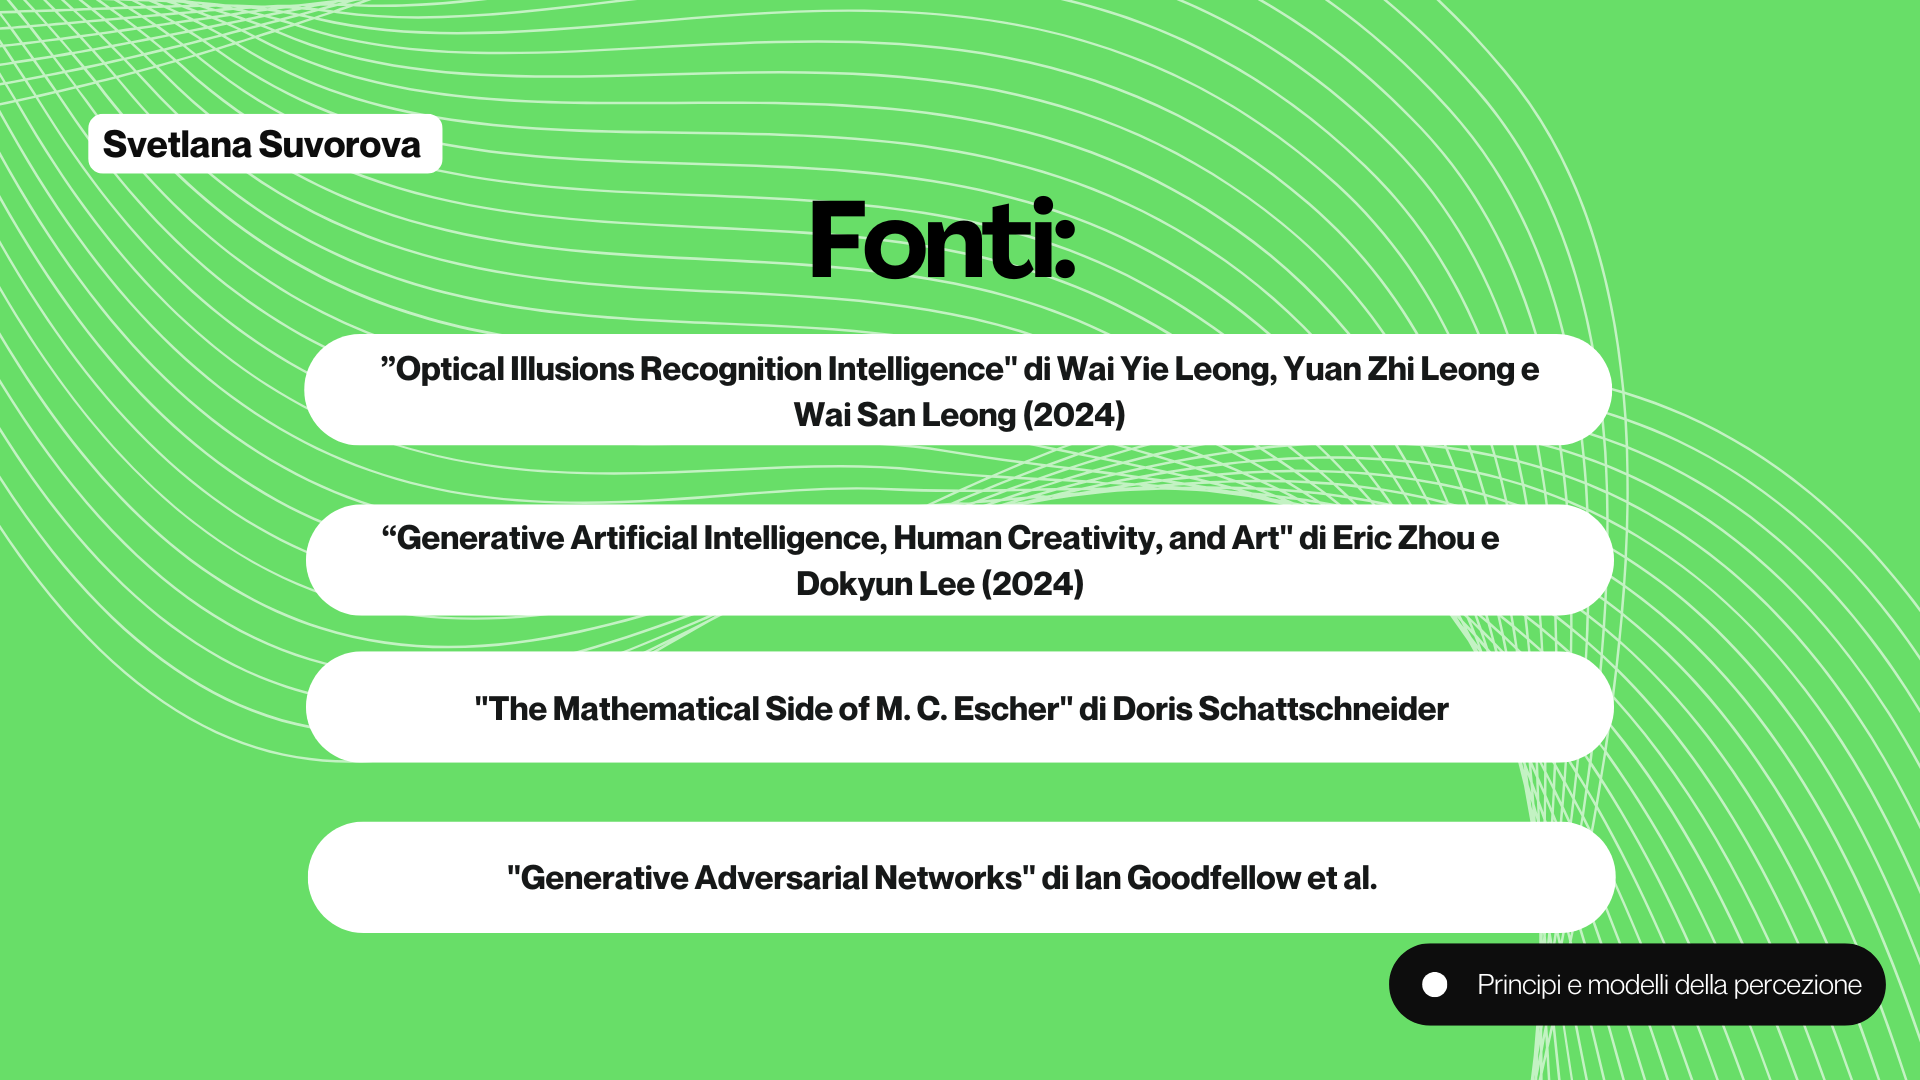 Svetlana Suvorova
Fonti:
”Optical Illusions Recognition Intelligence" di Wai Yie Leong, Yuan Zhi Leong e
Wai San Leong (2024)
“Generative Artificial Intelligence, Human Creativity, and Art" di Eric Zhou e
Dokyun Lee (2024)
"The Mathematical Side of M. C. Escher" di Doris Schattschneider
"Generative Adversarial Networks" di Ian Goodfellow et al.
Principi e modelli della percezione